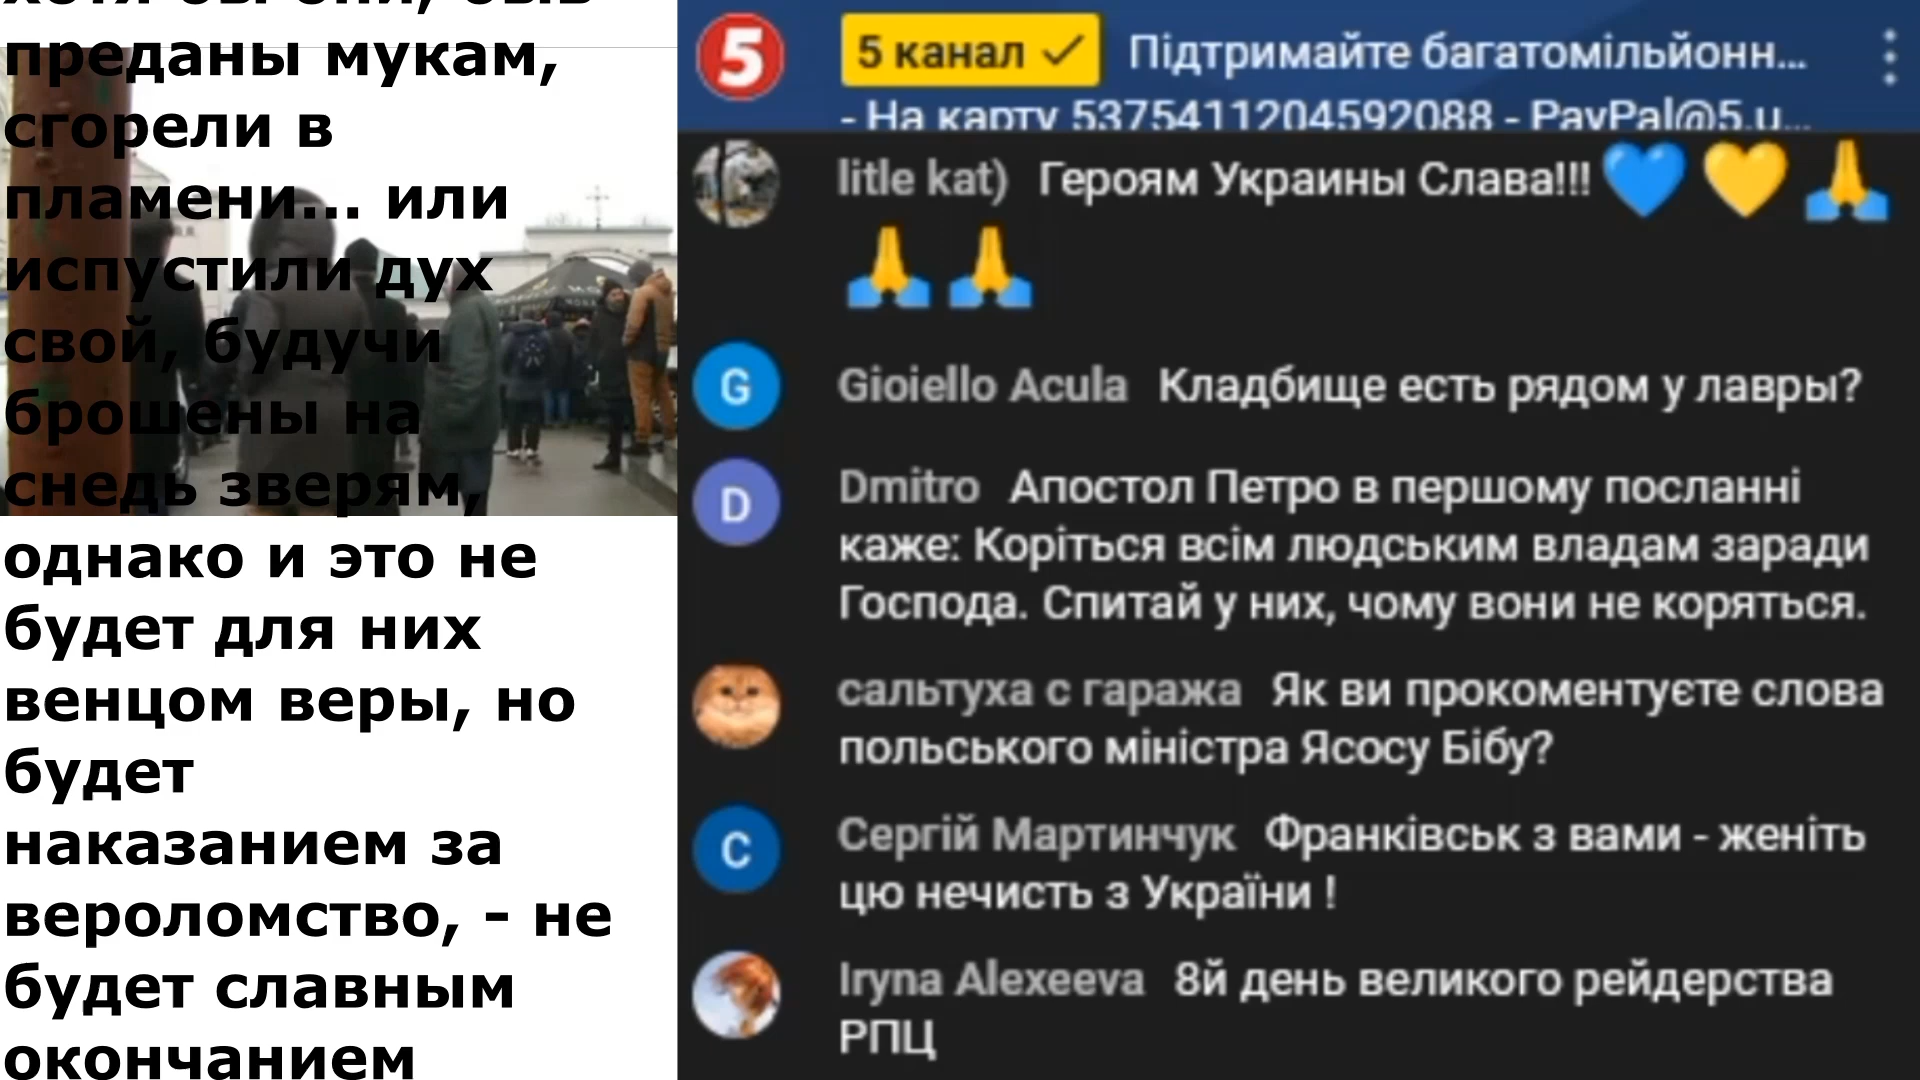 преданы мукам,
сгорели в
пламени... или
испустили дух
свой, будучи
брошены на
снедь зверям,
однако и это не
будет для них
венцом веры, но
будет
наказанием за
вероломство, - не
будет славным
окончанием
5
5 канал ✓ Підтримайте багатомільйонн...
- На карту 5375411204592088 - PayPal@5.u...
litle kat) Героям Украины Слава!!! 💙 💛 🙏
🙏 🙏
G
Gioiello Acula Кладбище есть рядом у лавры?
D
Dmitro Апостол Петро в першому посланні
каже: Коріться всім людським владам заради
Господа. Спитай у них, чому вони не коряться.
сальтуха с гаража Як ви прокоментуєте слова
польського міністра Ясосу Бібу?
С
Сергій Мартинчук Франківськ з вами - женіть
цю нечисть з України !
Iryna Alexeeva 8й день великого рейдерства
РПЦ